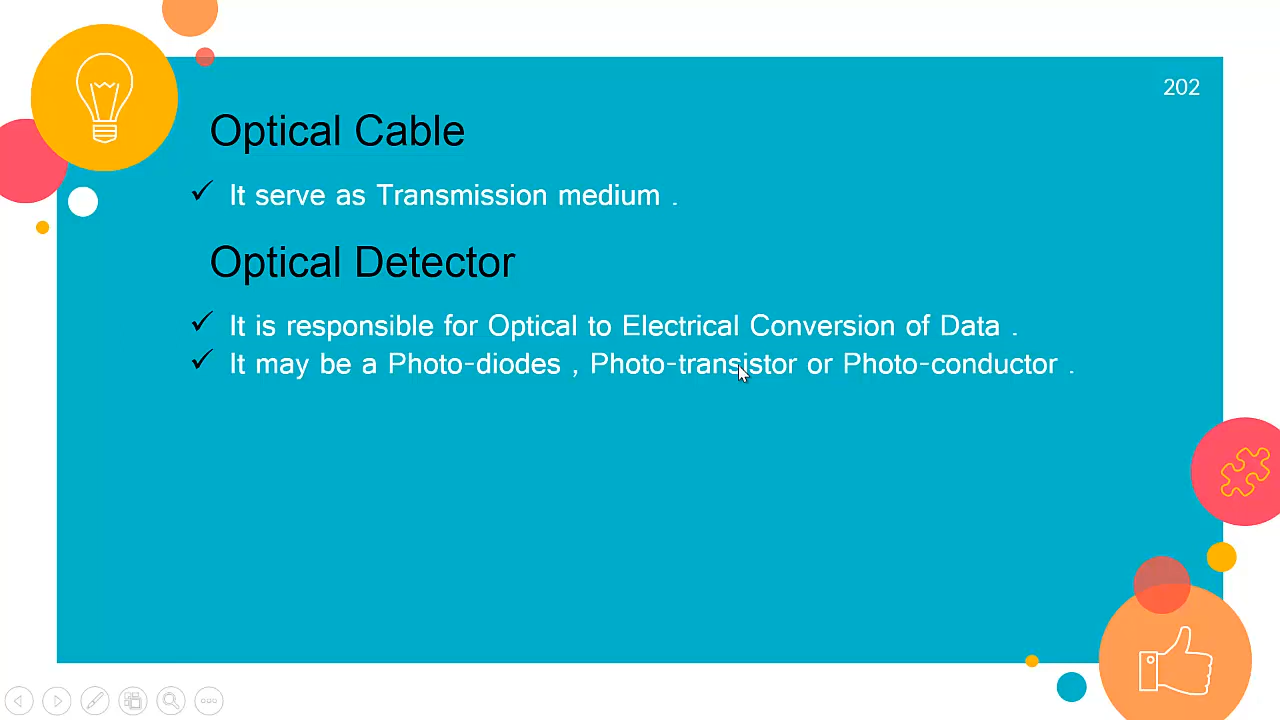 202
Optical Cable
It serve as Transmission medium .
Optical Detector
It is responsible for Optical to Electrical Conversion of Data .
It may be a Photo-diodes , Photo-transistor or Photo-conductor .